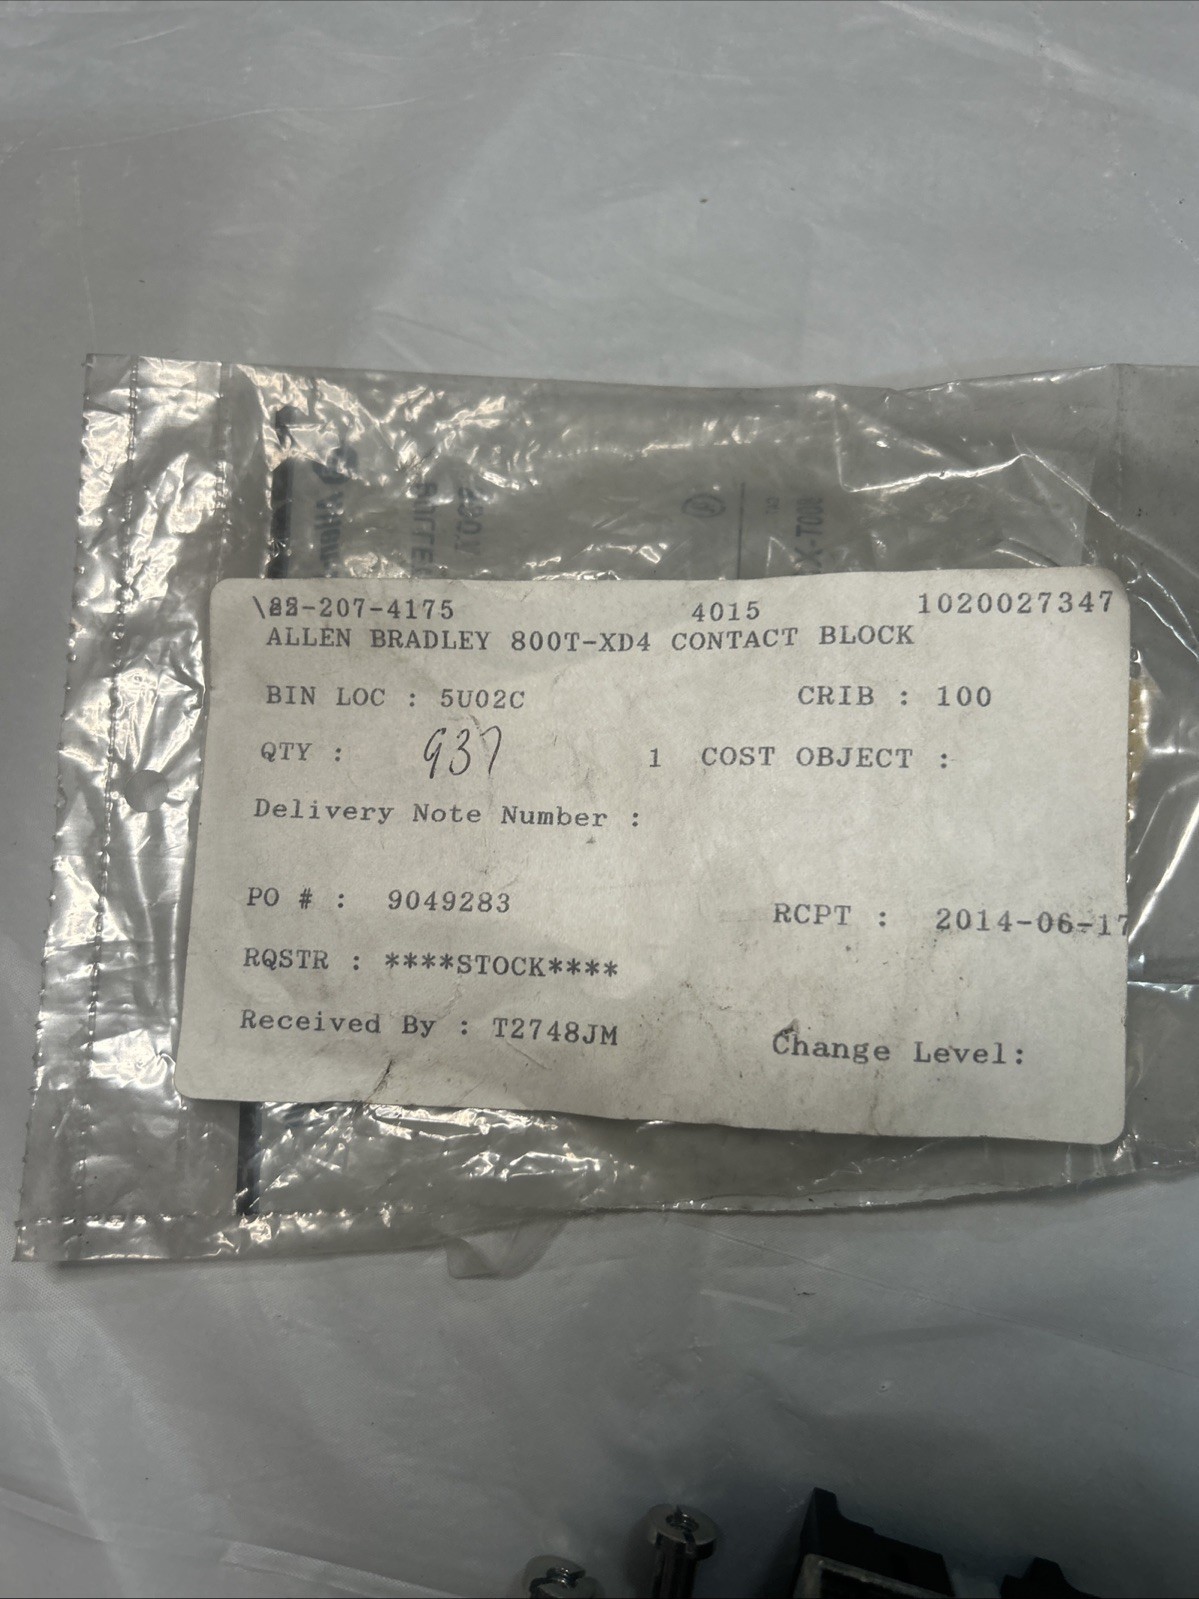 -207-4175 4015 1020027347
ALLEN BRADLEY 800T-XD4 CONTACT BLOCK
BIN LOC : 5U02C CRIB : 100
QTY : 937 1 COST OBJECT :
Delivery Note Number :
PO # : 9049283 RCPT : 2014-06-17
RQSTR : ****STOCK****
Received By : T2748JM
Change Level: